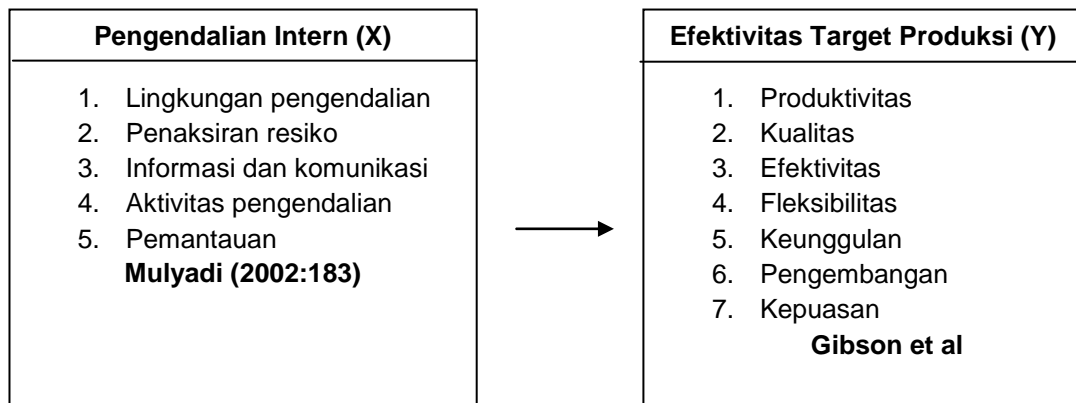 Pengendalian Intern (X)
1. Lingkungan pengendalian
2. Penaksiran resiko
3. Informasi dan komunikasi
4. Aktivitas pengendalian
5. Pemantauan
Mulyadi (2002:183)
Efektivitas Target Produksi (Y)
1. Produktivitas
2. Kualitas
3. Efektivitas
4. Fleksibilitas
5. Keunggulan
6. Pengembangan
7. Kepuasan
Gibson et al